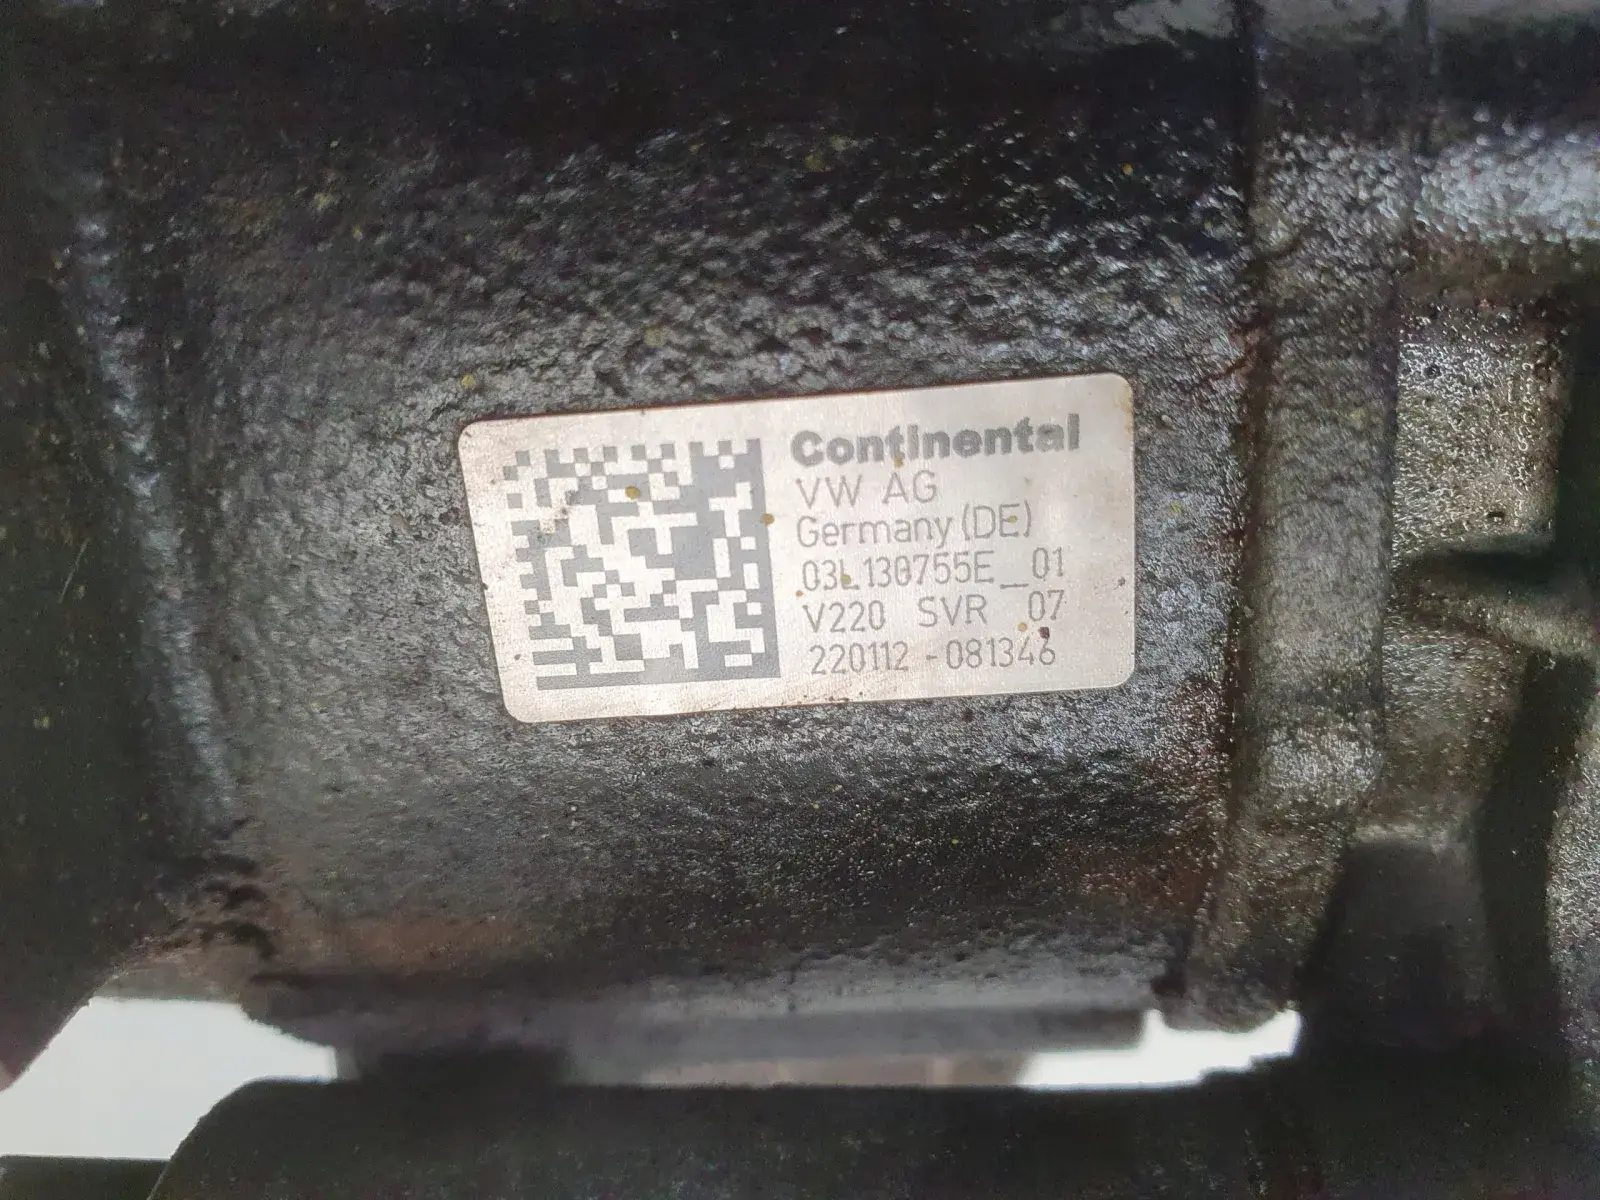 Continental
VW AG
Germany (DE)
03L130755E_01
V220 SVR 07
220112 - 081346